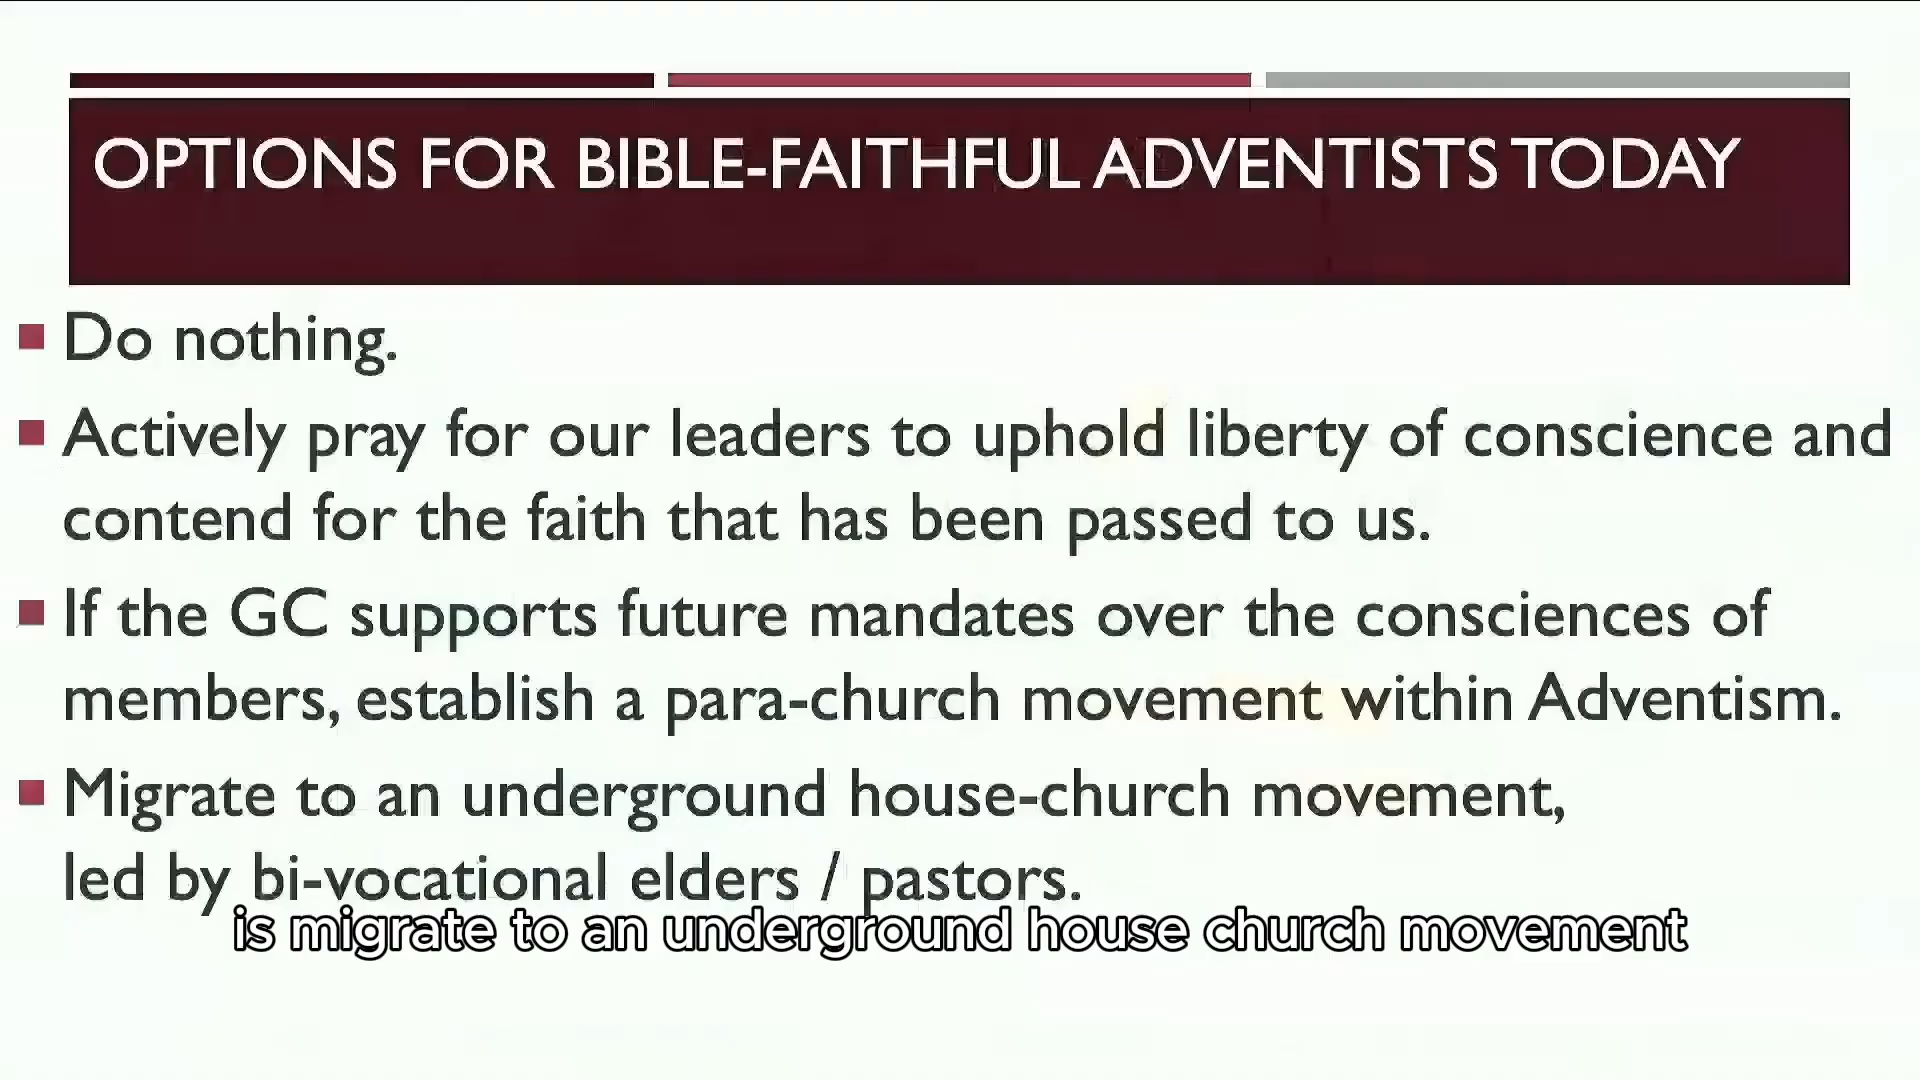 OPTIONS FOR BIBLE-FAITHFUL ADVENTISTS TODAY
Do nothing.
Actively pray for our leaders to uphold liberty of conscience and
contend for the faith that has been passed to us.
If the GC supports future mandates over the consciences of
members, establish a para-church movement within Adventism.
Migrate to an underground house-church movement,
led by bi-vocational elders / pastors.
is migrate to an underground house church movement